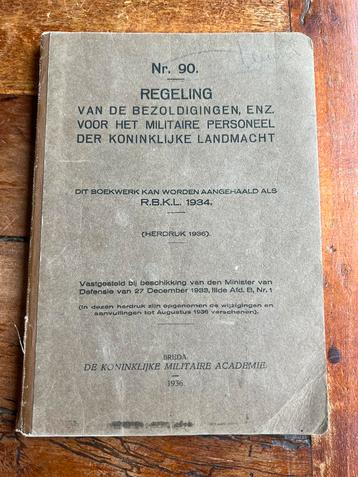 Nr. 90.
REGELING
VAN DE BEZOLDIGINGEN, ENZ.
VOOR HET MILITAIRE PERSONEEL
DER KONINKLIJKE LANDMACHT
DIT BOEKWERK KAN WORDEN AANGEHAALD ALS
R.B.K.L. 1934.
(HERDRUK 1936).
Vastgesteld bij beschikking van den Minister van
Defensie van 27 December 1933, IIIde Afd. B, Nr. 1
(In dezen herdruk zijn opgenomen de wijzigingen en
aanvullingen tot Augustus 1936 verschenen).
BREDA
DE KONINKLIJKE MILITAIRE ACADEMIE
1936